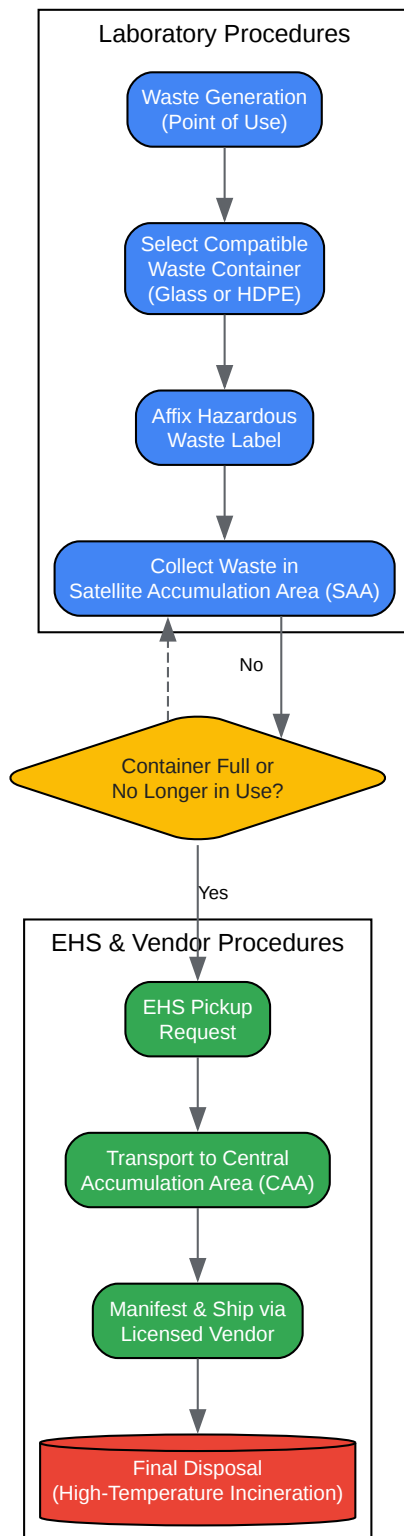 Laboratory Procedures
Waste Generation
(Point of Use)
Select Compatible
Waste Container
(Glass or HDPE)
Affix Hazardous
Waste Label
Collect Waste in
Satellite Accumulation Area (SAA)
No
Container Full or
No Longer in Use?
Yes
EHS & Vendor Procedures
EHS Pickup
Request
Transport to Central
Accumulation Area (CAA)
Manifest & Ship via
Licensed Vendor
Final Disposal
(High-Temperature Incineration)